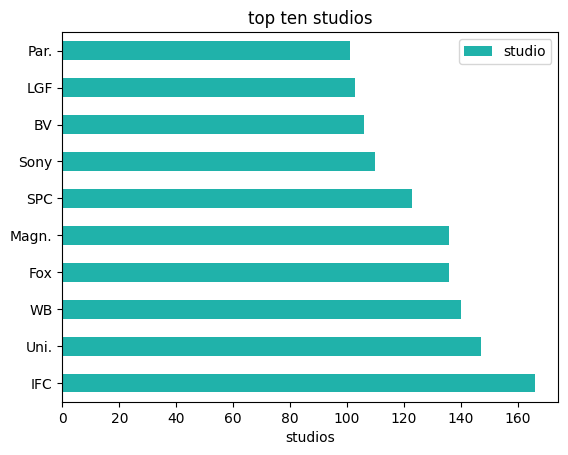 top ten studios
studio
Par.
LGF
BV
Sony
SPC
Magn.
Fox
WB
Uni.
IFC
0 20 40 60 80 100 120 140 160
studios